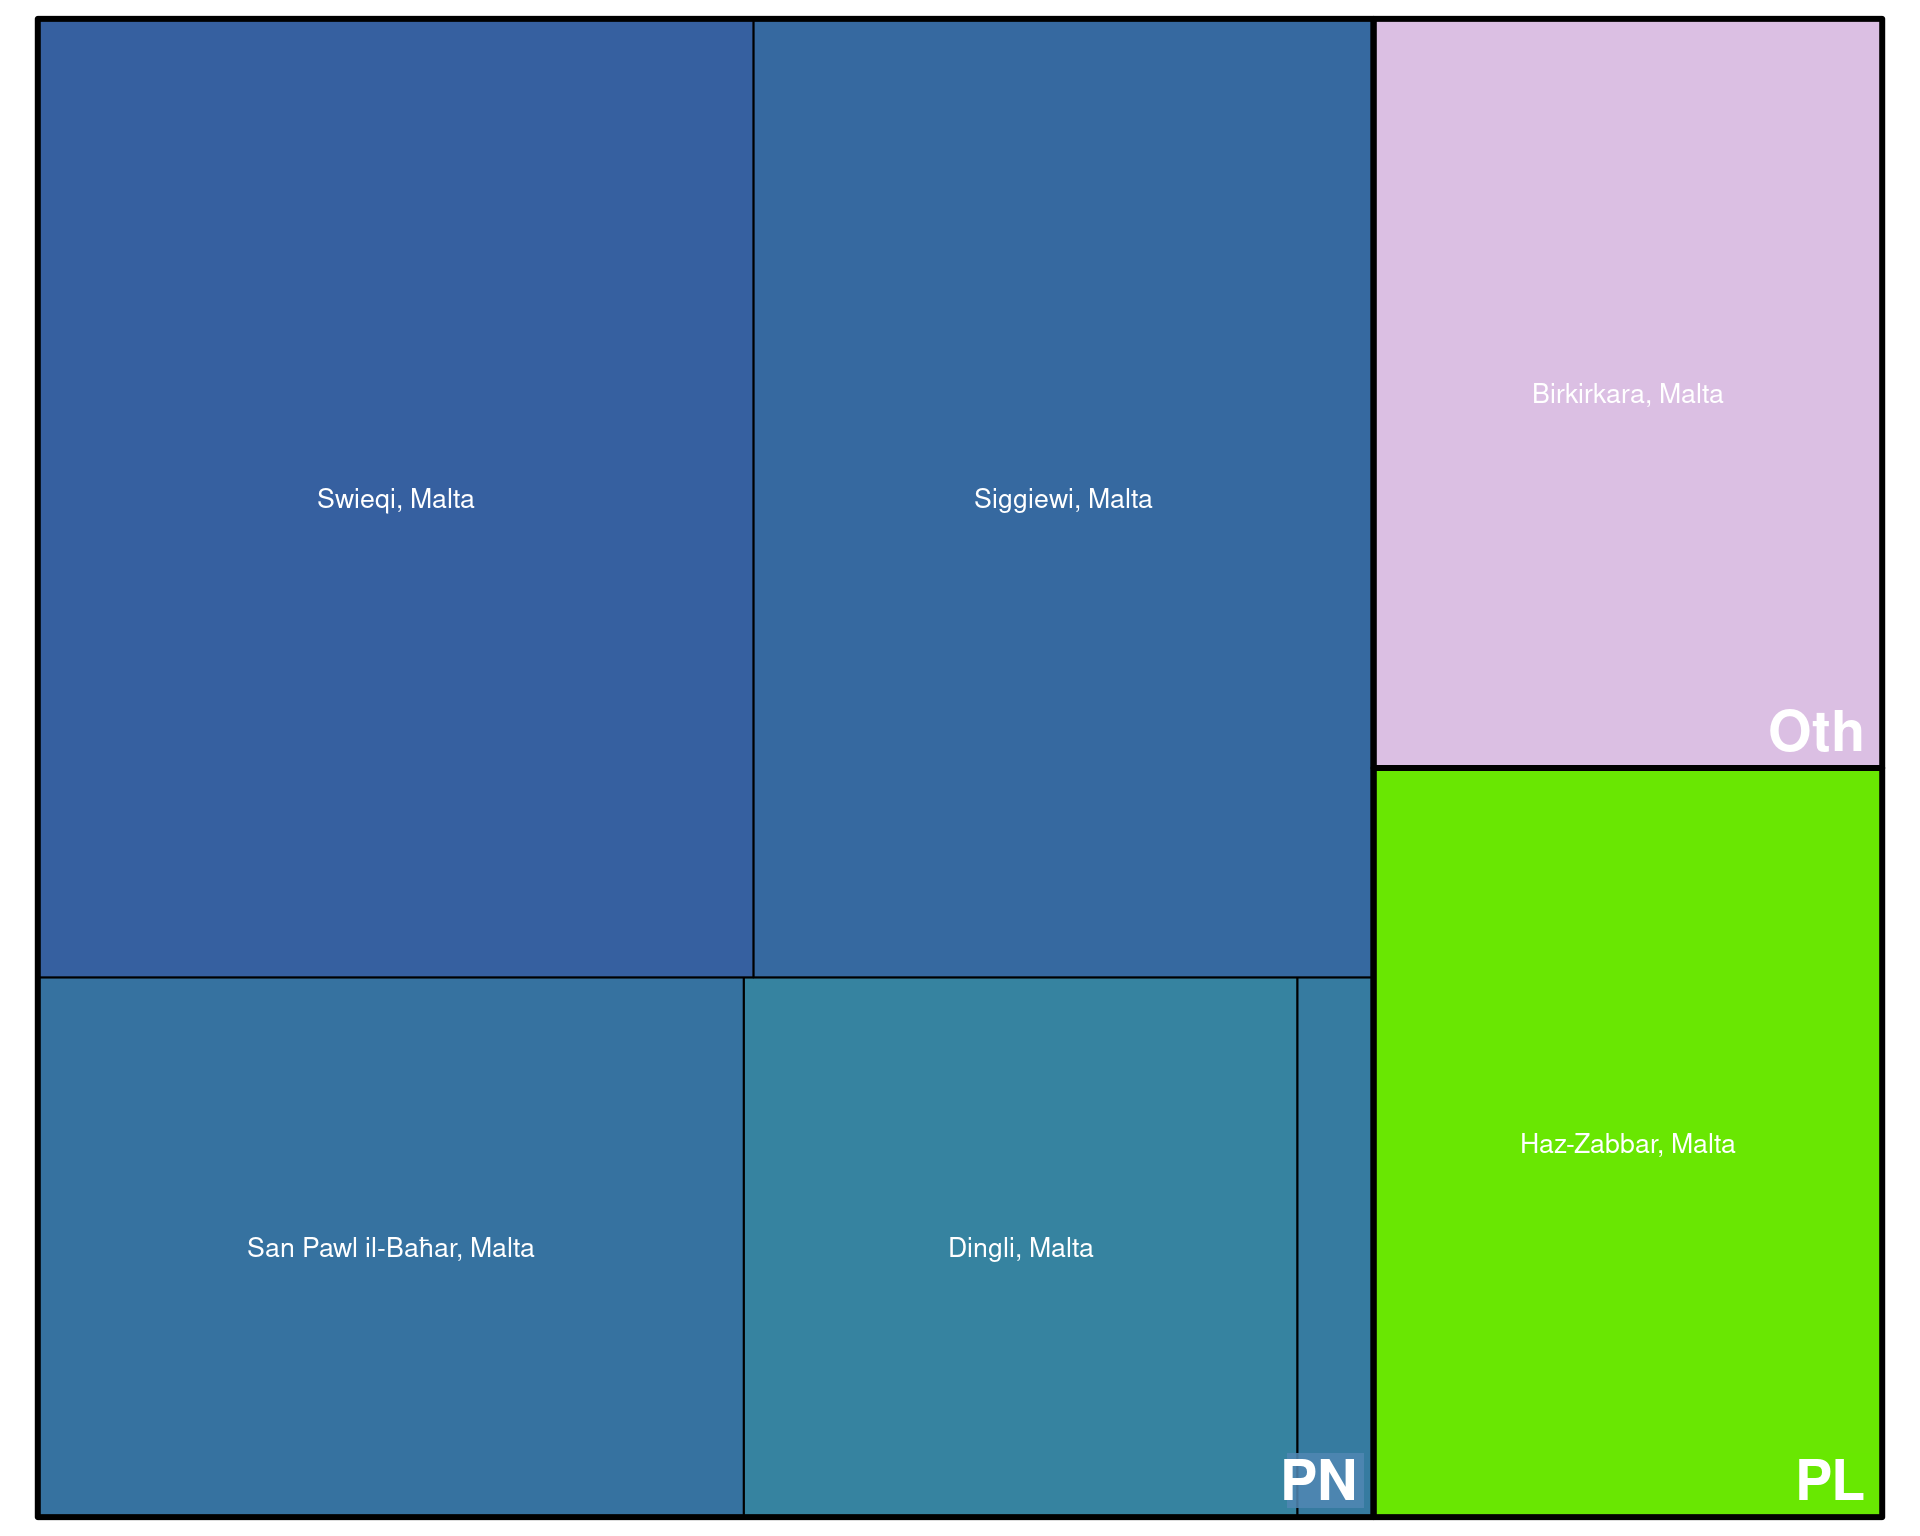 Swieqi, Malta
Siggiewi, Malta
Birkirkara, Malta
Oth
San Pawl il-Baħar, Malta
Dingli, Malta
PN
Haz-Zabbar, Malta
PL